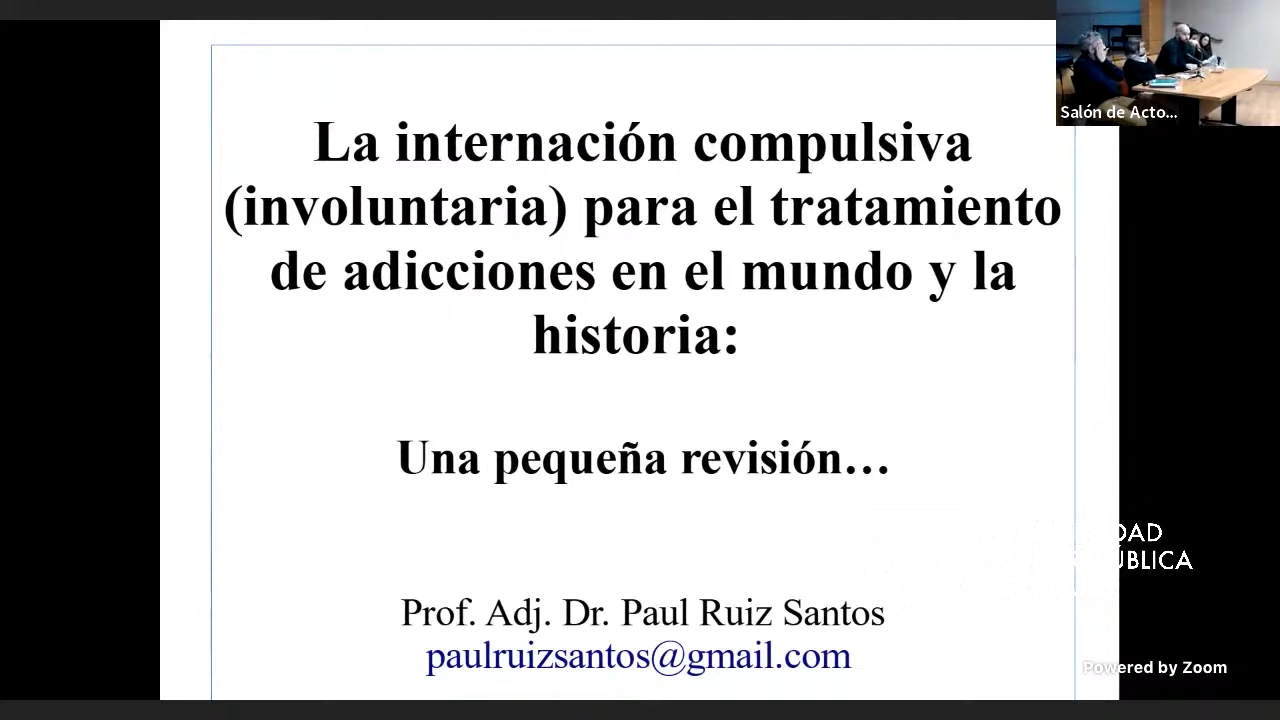 La internación compulsiva
(involuntaria) para el tratamiento
de adicciones en el mundo y la
historia:
Una pequeña revisión…
Prof. Adj. Dr. Paul Ruiz Santos
paulruizsantos@gmail.com
Salón de Acto...
Powered by Zoom